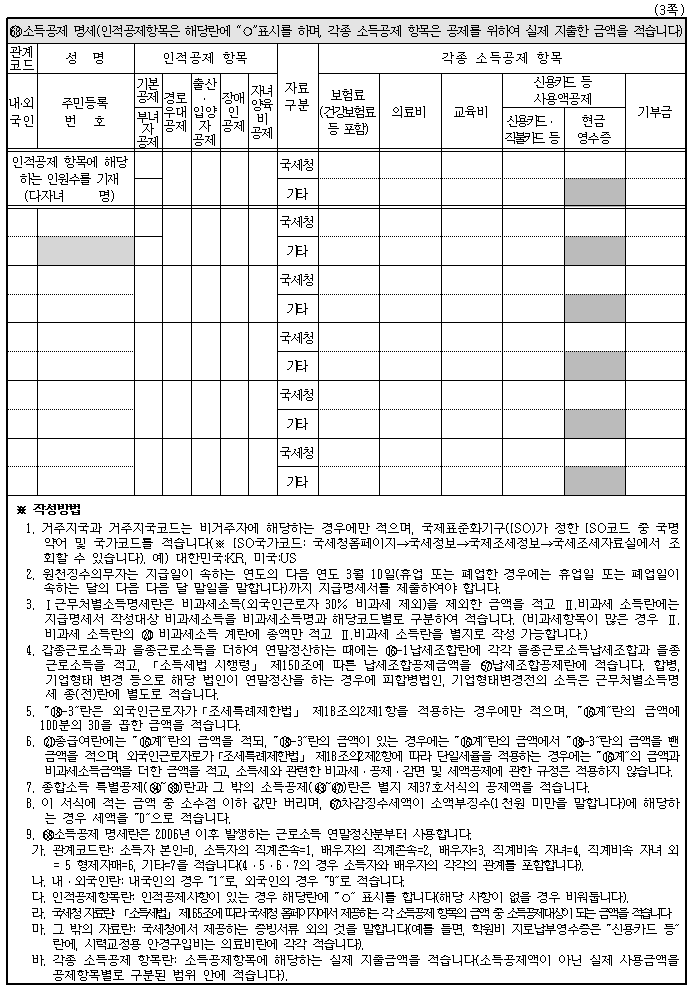 (3쪽)
68소득공제 명세(인적공제항목은 해당란에 "○"표시를 하며, 각종 소득공제 항목은 공제를 위하여 실제 지출한 금액을 적습니다)
관계
코드
성 명
인적공제 항목
각종 소득공제 항목
내·외
국인
주민등록
번 호
기본
공제
부녀
자
공제
경로
우대
공제
출산
·
입양
자
공제
장애
인
공제
자녀
양육
비
공제
자료
구분
보험료
(건강보험료
등 포함)
의료비
교육비
신용카드 등
사용액공제
신용카드·
직불카드 등
현금
영수증
기부금
인적공제 항목에 해당
하는 인원수를 기재
(다자녀 명)
국세청
기타
국세청
기타
국세청
기타
국세청
기타
국세청
기타
국세청
기타
※ 작성방법
1. 거주지국과 거주지국코드는 비거주자에 해당하는 경우에만 적으며, 국제표준화기구(ISO)가 정한 ISO코드 중 국명
약어 및 국가코드를 적습니다(※ ISO국가코드: 국세청홈페이지→국세정보→국제조세정보→국세조세자료실에서 조
회할 수 있습니다). 예) 대한민국:KR, 미국:US
2. 원천징수의무자는 지급일이 속하는 연도의 다음 연도 3월 10일(휴업 또는 폐업한 경우에는 휴업일 또는 폐업일이
속하는 달의 다음 다음 달 말일을 말합니다)까지 지급명세서를 제출하여야 합니다.
3. Ⅰ근무처별소득명세란은 비과세소득(외국인근로자 30% 비과세 제외)을 제외한 금액을 적고 Ⅱ.비과세 소득란에는
지급명세서 작성대상 비과세소득을 비과세소득명과 해당코드별로 구분하여 적습니다. (비과세항목이 많은 경우 Ⅱ.
비과세 소득란의 ⑳ 비과세소득 계란에 총액만 적고 Ⅱ.비과세 소득란을 별지로 작성 가능합니다.)
4. 갑종근로소득과 을종근로소득을 더하여 연말정산하는 때에는 ⑯-1납세조합란에 각각 을종근로소득납세조합과 을종
근로소득을 적고, 「소득세법 시행령」 제150조에 따른 납세조합공제금액을 57납세조합공제란에 적습니다. 합병,
기업형태 변경 등으로 해당 법인이 연말정산을 하는 경우에 피합병법인, 기업형태변경전의 소득은 근무처별소득명
세 종(전)란에 별도로 적습니다.
5. "⑱-3"란은 외국인근로자가「조세특례제한법」 제18조의2제1항을 적용하는 경우에만 적으며, "⑯계"란의 금액에
100분의 30을 곱한 금액을 적습니다.
6. ㉑총급여란에는 "⑯계"란의 금액을 적되, "⑱-3"란의 금액이 있는 경우에는 "⑯계"란의 금액에서 "⑱-3"란의 금액을 뺀
금액을 적으며, 외국인근로자가「조세특례제한법」 제18조의2제2항에 따라 단일세율을 적용하는 경우에는 "⑯계"의 금액과
비과세소득금액을 더한 금액을 적고, 소득세와 관련한 비과세·공제·감면 및 세액공제에 관한 규정은 적용하지 않습니다.
7. 종합소득 특별공제(㉞~㊳)란과 그 밖의 소득공제(㊸~㊼)란은 별지 제37호서식의 공제액을 적습니다.
8. 이 서식에 적는 금액 중 소수점 이하 값만 버리며, 67차감징수세액이 소액부징수(1천원 미만을 말합니다)에 해당하
는 경우 세액을 "0"으로 적습니다.
9. 68소득공제 명세란은 2006년 이후 발생하는 근로소득 연말정산분부터 사용합니다.
가. 관계코드란: 소득자 본인=0, 소득자의 직계존속=1, 배우자의 직계존속=2, 배우자=3, 직계비속 자녀=4, 직계비속 자녀 외
= 5 형제자매=6, 기타=7을 적습니다(4·5·6·7의 경우 소득자와 배우자의 각각의 관계를 포함합니다).
나. 내·외국인란: 내국인의 경우 "1"로, 외국인의 경우 "9"로 적습니다.
다. 인적공제항목란: 인적공제사항이 있는 경우 해당란에 "○" 표시를 합니다(해당 사항이 없을 경우 비워둡니다).
라. 국세청 자료란: 「소득세법」 제165조에 따라 국세청 홈페이지에서 제공하는 각 소득공제 항목의 금액 중 소득공제대상이 되는 금액을 적습니다
마. 그 밖의 자료란: 국세청에서 제공하는 증빙서류 외의 것을 말합니다(예를 들면, 학원비 지로납부영수증은 "신용카드 등"
란에, 시력교정용 안경구입비는 의료비란에 각각 적습니다).
바. 각종 소득공제 항목란: 소득공제항목에 해당하는 실제 지출금액을 적습니다(소득공제액이 아닌 실제 사용금액을
공제항목별로 구분된 범위 안에 적습니다).